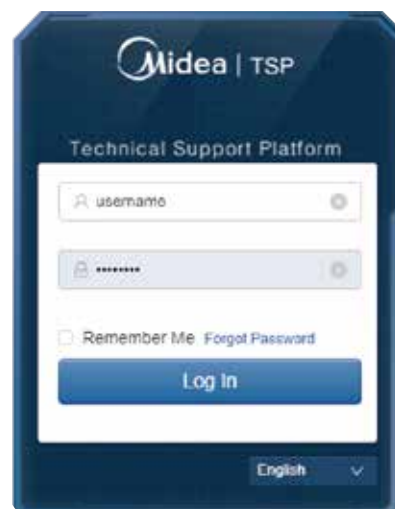 Midea | TSP
Technical Support Platform
username
••••••••
Remember Me Forgot Password
Log In
English